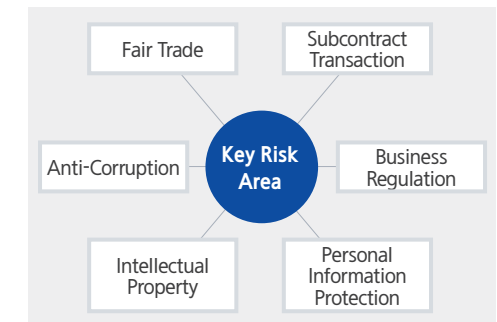 Fair Trade
Subcontract
Transaction
Anti-Corruption
Key Risk
Area
Business
Regulation
Intellectual
Property
Personal
Information
Protection